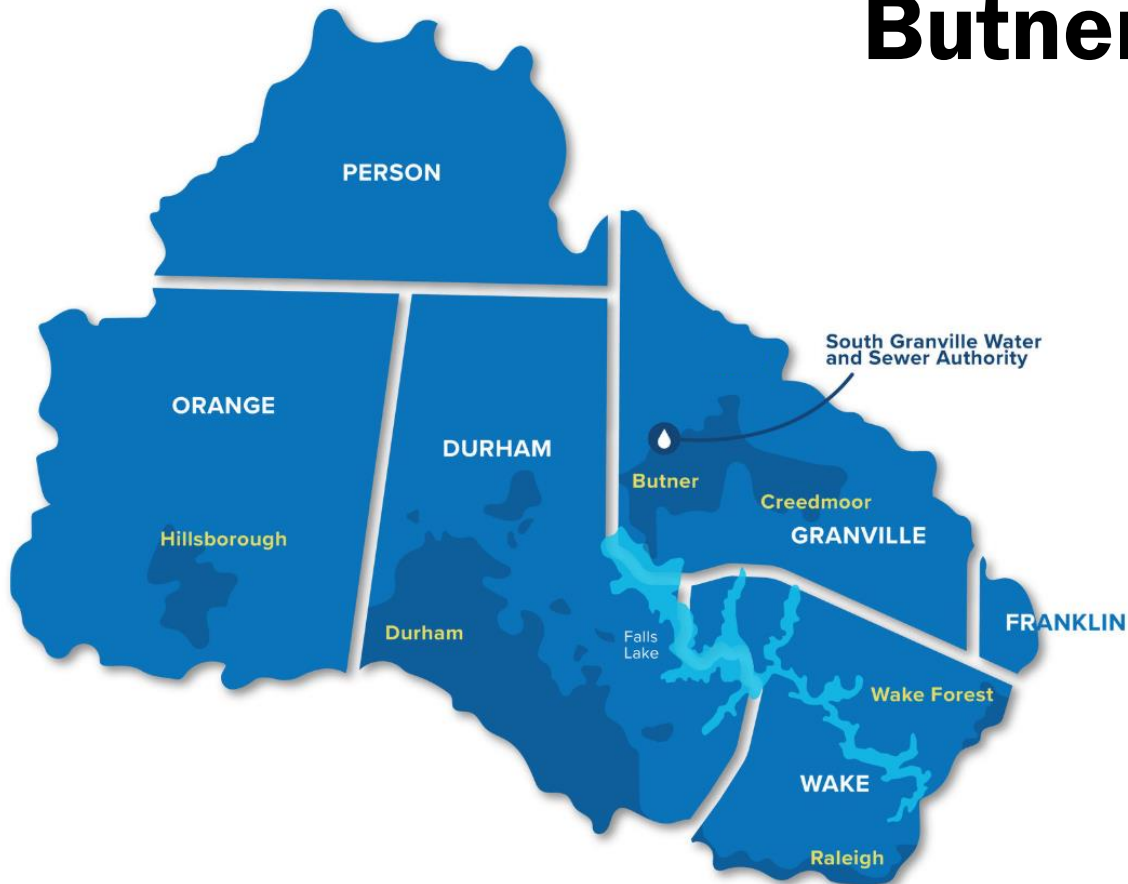 Butner
PERSON
South Granville Water
and Sewer Authority
ORANGE
DURHAM
Butner
Creedmoor
GRANVILLE
Hillsborough
FRANKLIN
Durham
Falls
Lake
Wake Forest
WAKE
Raleigh